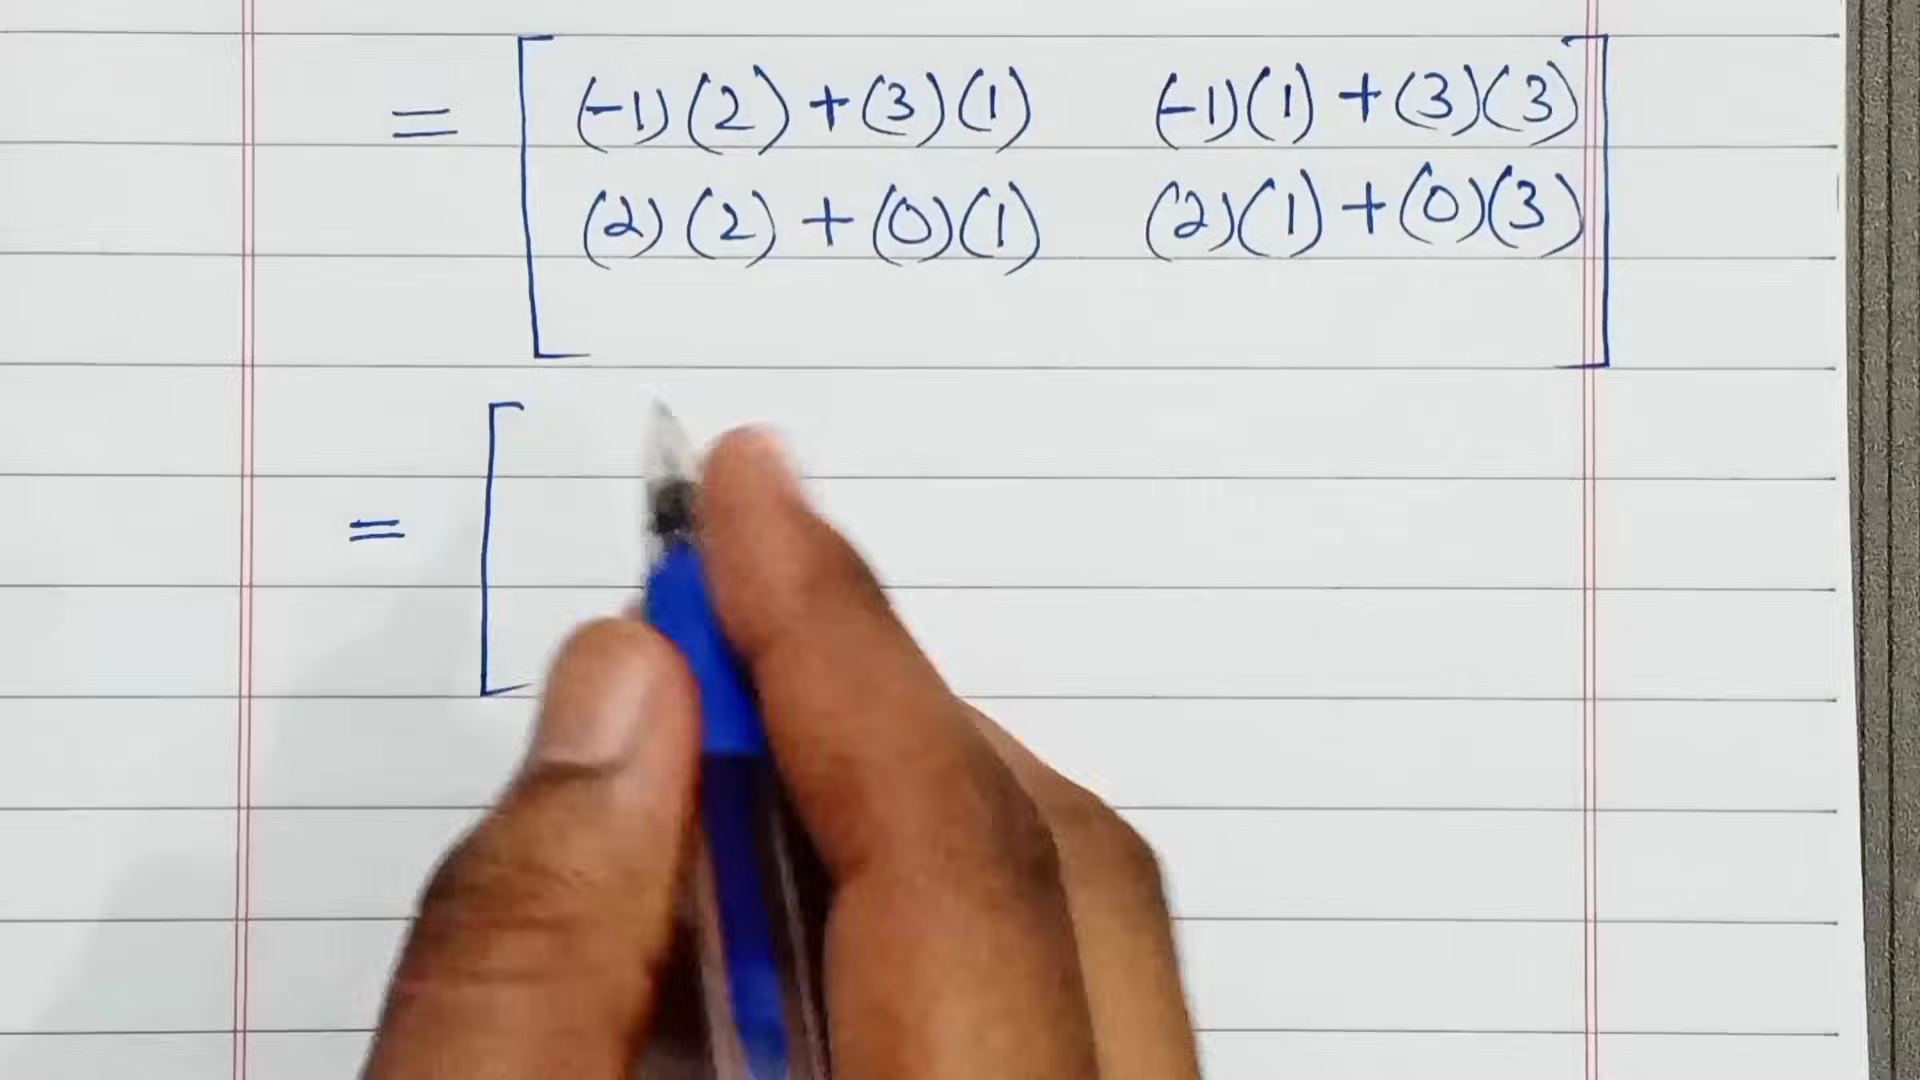 = [ (-1)(2) + (3)(1) (-1)(1) + (3)(3)
(2)(2) + (0)(1) (2)(1) + (0)(3) ]
= [